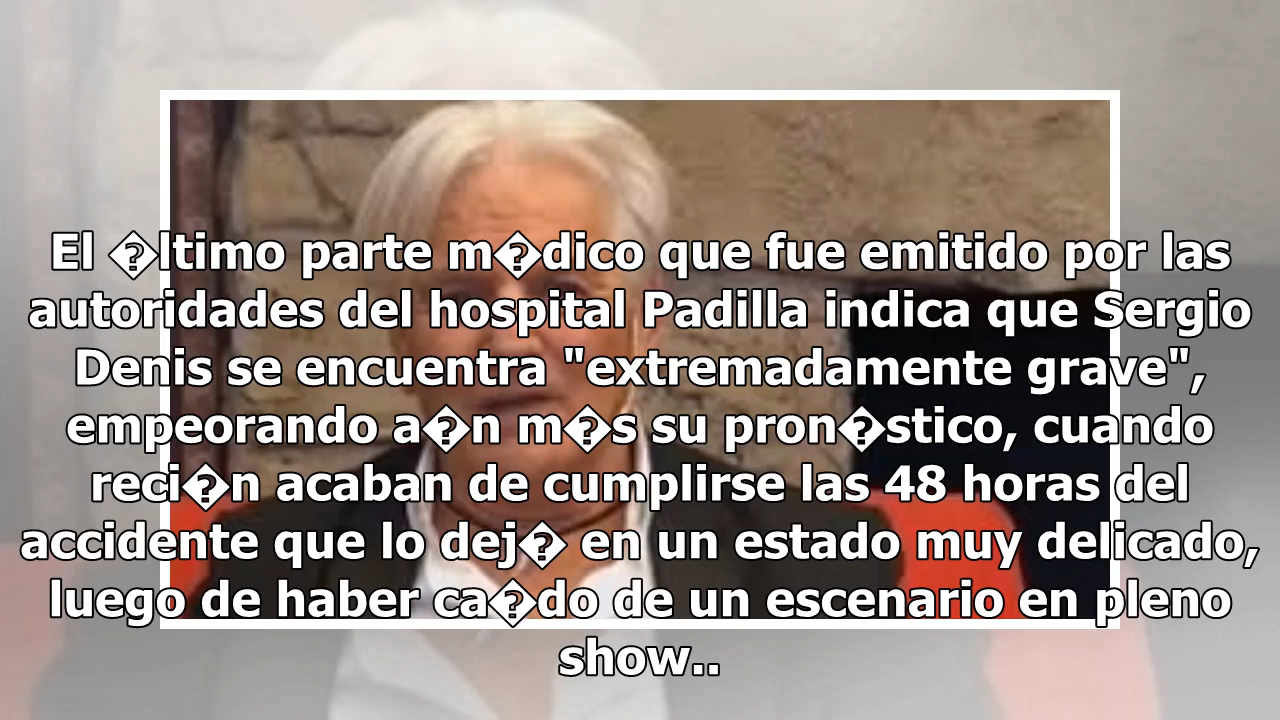 El �ltimo parte m�dico que fue emitido por las
autoridades del hospital Padilla indica que Sergio
Denis se encuentra "extremadamente grave",
empeorando a�n m�s su pron�stico, cuando
reci�n acaban de cumplirse las 48 horas del
accidente que lo dej� en un estado muy delicado,
luego de haber ca�do de un escenario en pleno
show..